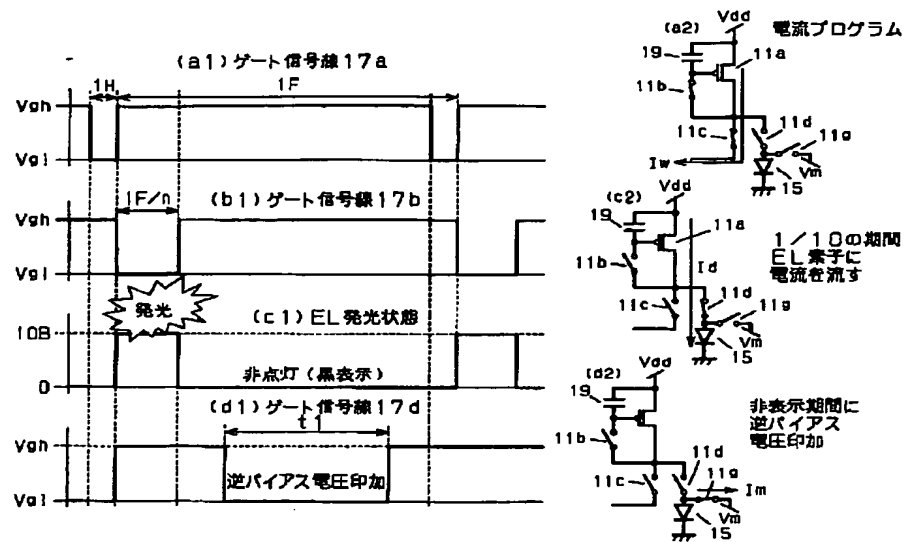 (a1)ゲート信号線17a
1H
1F
Vgh
Vgl
(b1)ゲート信号線17b
1F/n
Vgh
Vgl
発光
(c1)EL発光状態
10B
0
非点灯(黒表示)
(d1)ゲート信号線17d
t1
Vgh
Vgl
逆バイアス電圧印加
(a2)
Vdd
電流プログラム
19
11a
11b
11c
11d
11g
Iw
Vm
15
(c2)
Vdd
19
11a
1/10の期間
EL素子に
電流を流す
11b
Id
11c
11d
11g
Vm
15
(d2)
Vdd
19
非表示期間に
逆バイアス
電圧印加
11b
11d
11c
11g
Im
Vm
15